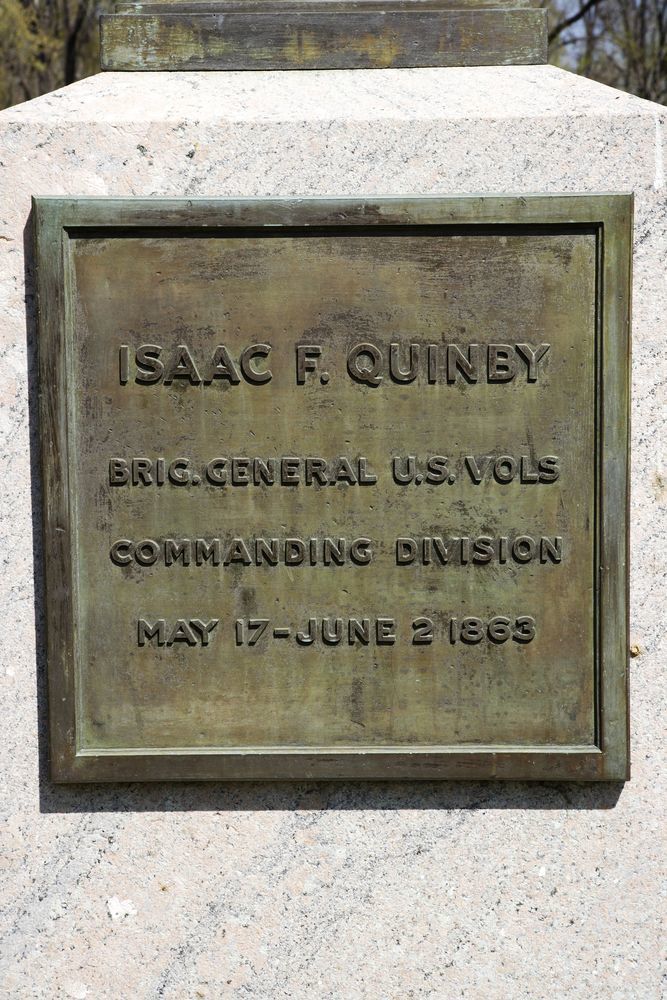 ISAAC F. QUINBY
BRIG. GENERAL U.S. VOLS
COMMANDING DIVISION
MAY 17-JUNE 2 1863